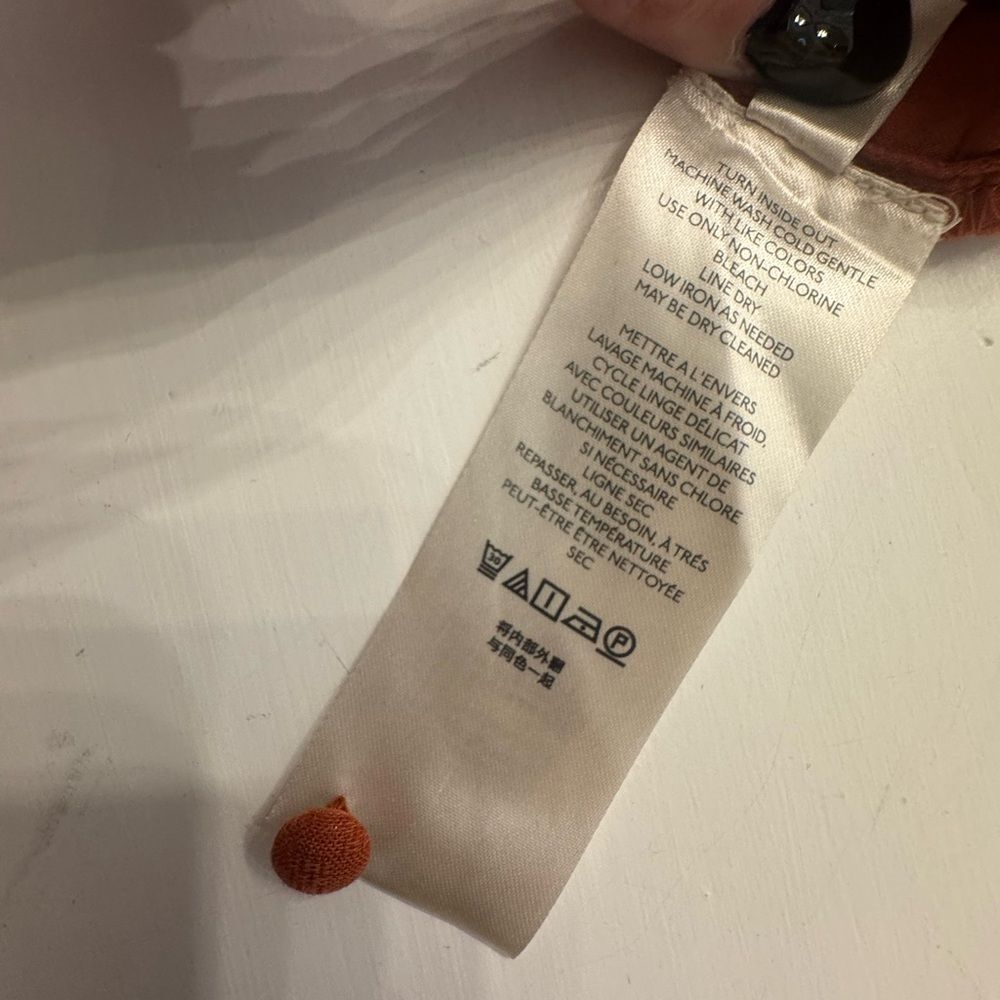 TURN INSIDE OUT
MACHINE WASH COLD GENTLE
WITH LIKE COLORS
USE ONLY NON-CHLORINE
BLEACH
LINE DRY
LOW IRON AS NEEDED
MAY BE DRY CLEANED
METTRE A L'ENVERS
LAVAGE MACHINE À FROID,
CYCLE LINGE DÉLICAT
AVEC COULEURS SIMILAIRES
UTILISER UN AGENT DE
BLANCHIMENT SANS CHLORE
SI NÉCESSAIRE
LIGNE SEC
REPASSER, AU BESOIN, À TRÉS
BASSE TEMPÉRATURE
PEUT-ÊTRE ÊTRE NETTOYÉE
SEC
30 P
将内部外翻
与同色一起